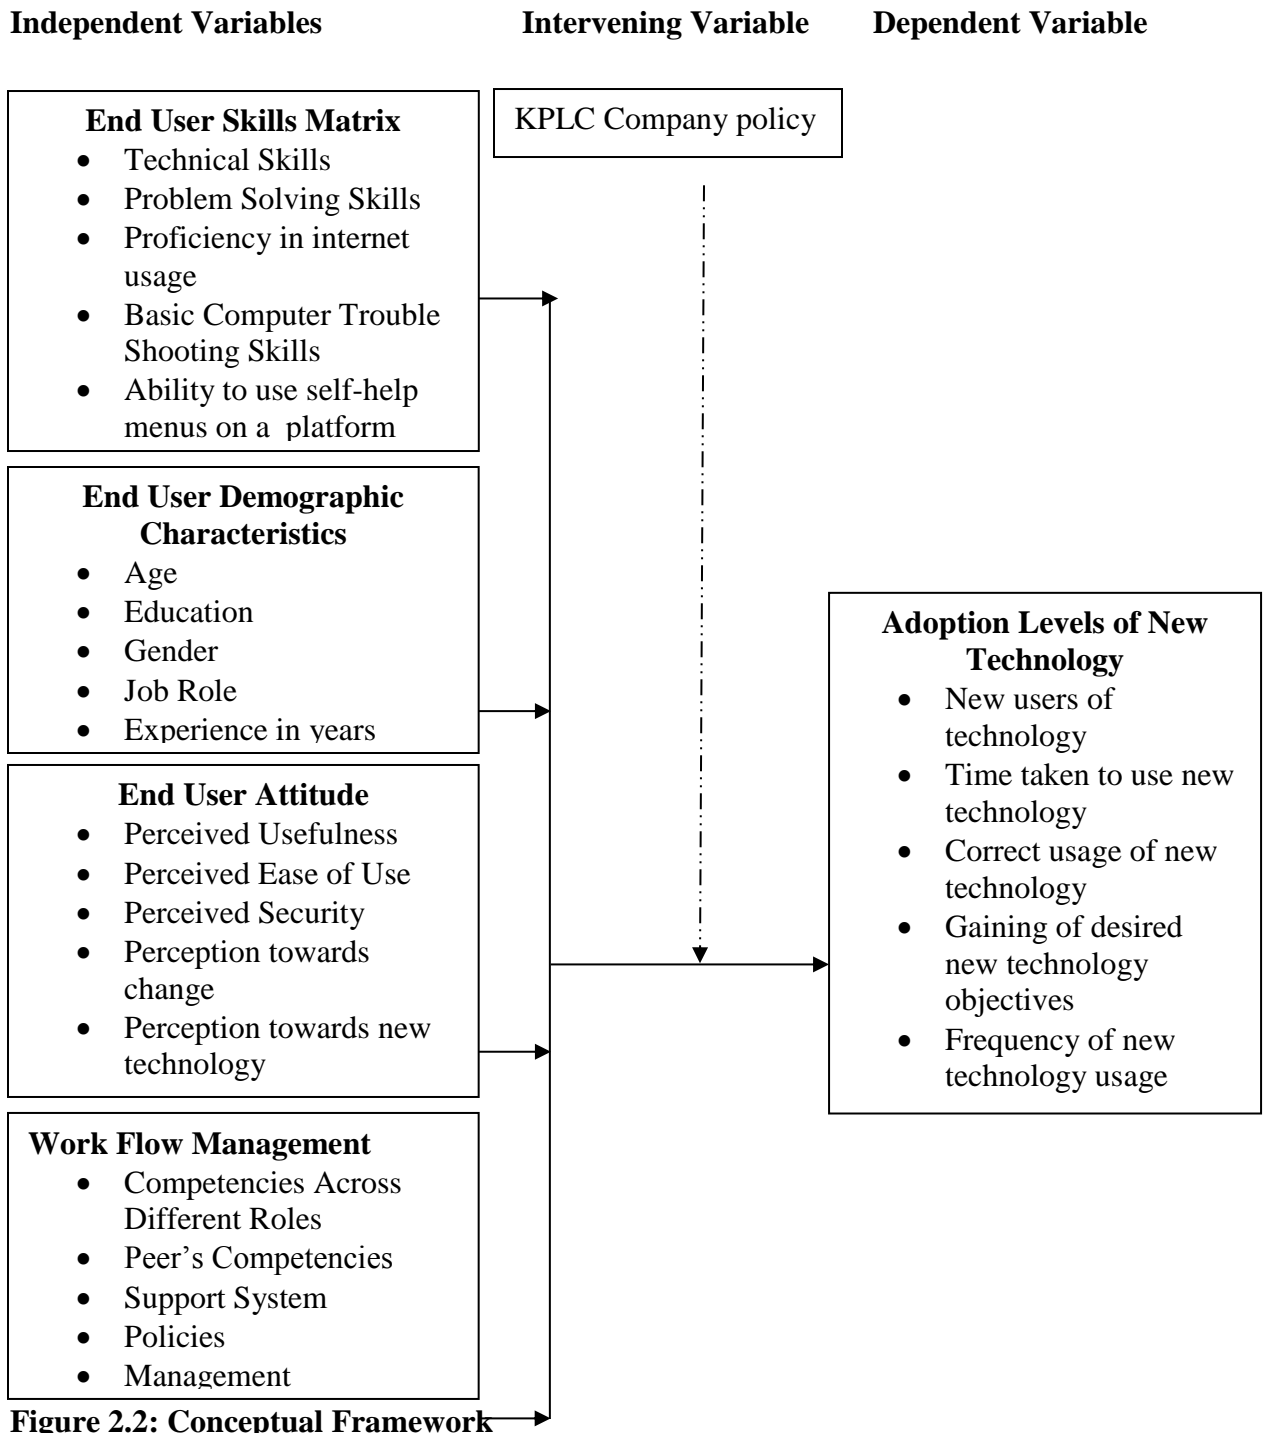 Independent Variables
Intervening Variable
Dependent Variable
End User Skills Matrix
• Technical Skills
• Problem Solving Skills
• Proficiency in internet
usage
• Basic Computer Trouble
Shooting Skills
• Ability to use self-help
menus on a platform
KPLC Company policy
End User Demographic
Characteristics
• Age
• Education
• Gender
• Job Role
• Experience in years
End User Attitude
• Perceived Usefulness
• Perceived Ease of Use
• Perceived Security
• Perception towards
change
• Perception towards new
technology
Work Flow Management
• Competencies Across
Different Roles
• Peer’s Competencies
• Support System
• Policies
• Management
Adoption Levels of New
Technology
• New users of
technology
• Time taken to use new
technology
• Correct usage of new
technology
• Gaining of desired
new technology
objectives
• Frequency of new
technology usage
Figure 2.2: Conceptual Framework